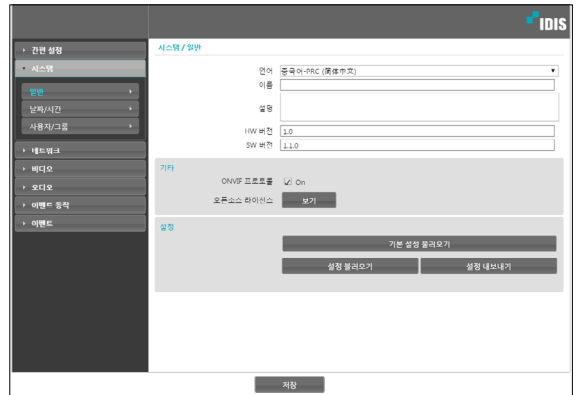 IDIS
간편 설정
시스템
일반
날짜/시간
사용자/그룹
네트워크
비디오
오디오
이벤트 동작
이벤트
시스템 / 일반
언어 중국어-PRC (简体中文)
이름
설명
HW 버전 1.0
SW 버전 1.1.0
기타
ONVIF 프로토콜 On
오픈소스 라이선스 보기
설정
기본 설정 불러오기
설정 불러오기 설정 내보내기
저장